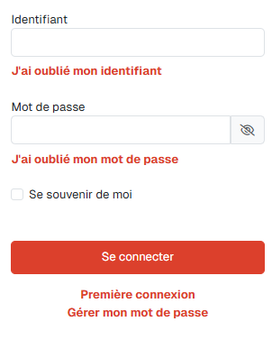 Identifiant
J'ai oublié mon identifiant
Mot de passe
J'ai oublié mon mot de passe
Se souvenir de moi
Se connecter
Première connexion
Gérer mon mot de passe